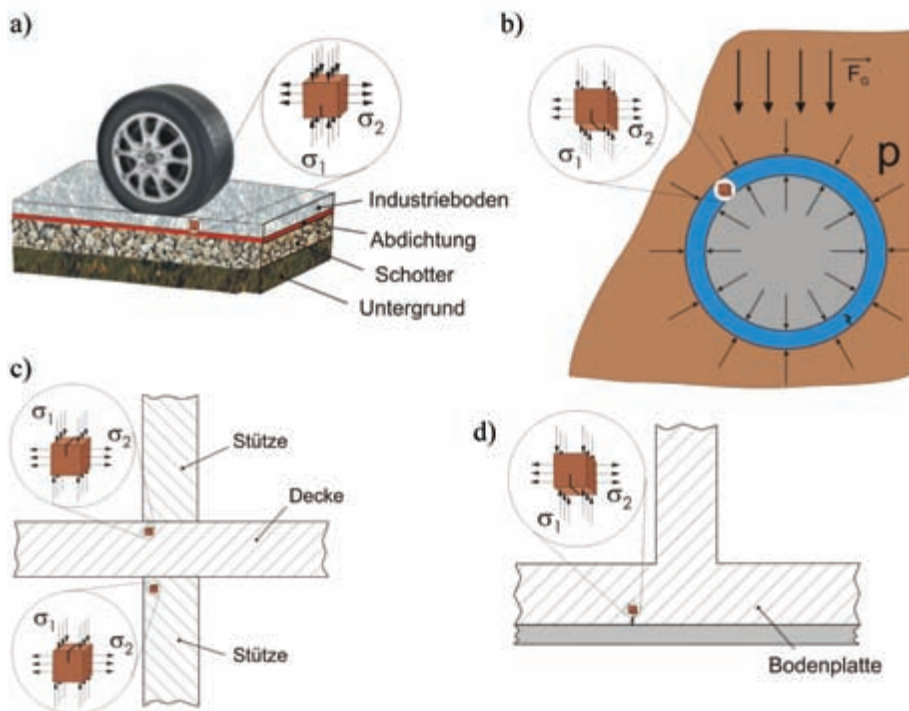 a)
σ₂
σ₁
Industrieboden
Abdichtung
Schotter
Untergrund
b)
F_G
p
σ₂
σ₁
c)
σ₁
σ₂
Stütze
Decke
σ₁
σ₂
Stütze
d)
σ₂
σ₁
Bodenplatte